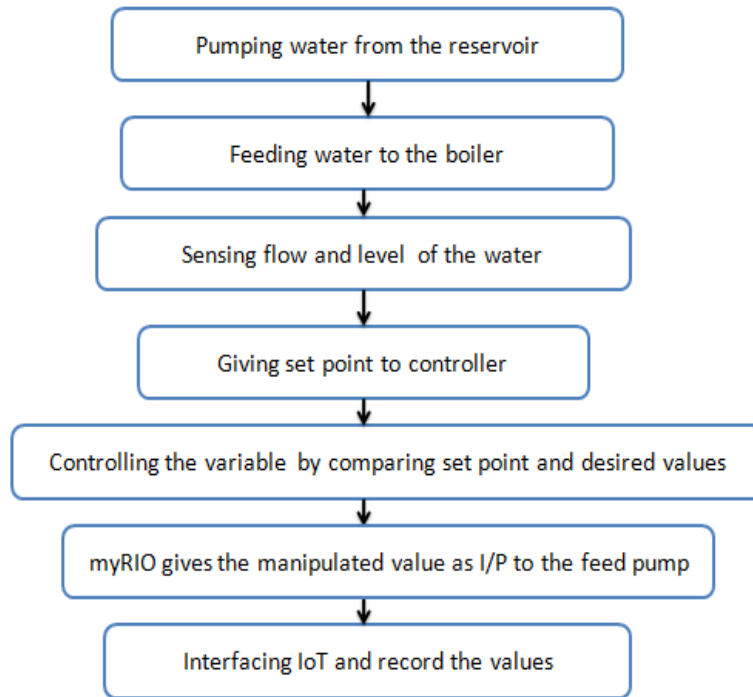 Pumping water from the reservoir
Feeding water to the boiler
Sensing flow and level of the water
Giving set point to controller
Controlling the variable by comparing set point and desired values
myRIO gives the manipulated value as I/P to the feed pump
Interfacing IoT and record the values